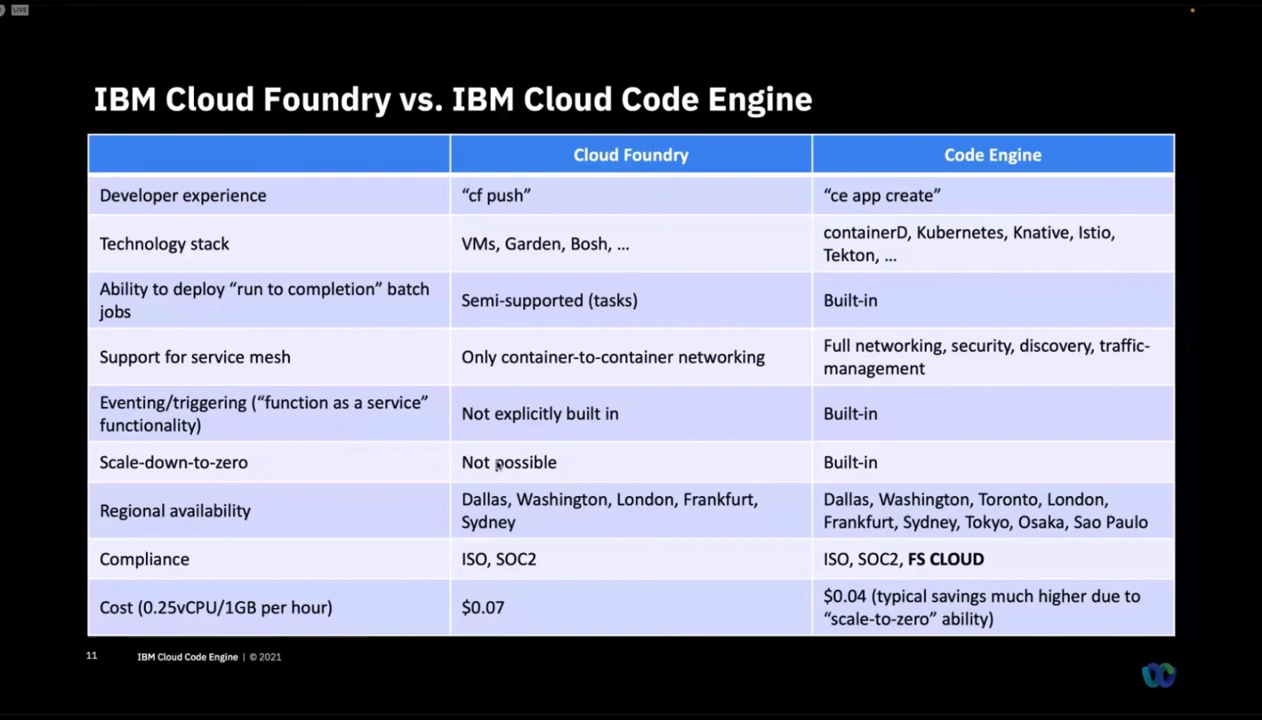 LIVE
IBM Cloud Foundry vs. IBM Cloud Code Engine
Cloud Foundry
Code Engine
Developer experience
“cf push”
“ce app create”
Technology stack
VMs, Garden, Bosh, ...
containerD, Kubernetes, Knative, Istio,
Tekton, ...
Ability to deploy “run to completion” batch
jobs
Semi-supported (tasks)
Built-in
Support for service mesh
Only container-to-container networking
Full networking, security, discovery, traffic-
management
Eventing/triggering (“function as a service”
functionality)
Not explicitly built in
Built-in
Scale-down-to-zero
Not possible
Built-in
Regional availability
Dallas, Washington, London, Frankfurt,
Sydney
Dallas, Washington, Toronto, London,
Frankfurt, Sydney, Tokyo, Osaka, Sao Paulo
Compliance
ISO, SOC2
ISO, SOC2, FS CLOUD
Cost (0.25vCPU/1GB per hour)
$0.07
$0.04 (typical savings much higher due to
“scale-to-zero” ability)
11
IBM Cloud Code Engine | © 2021